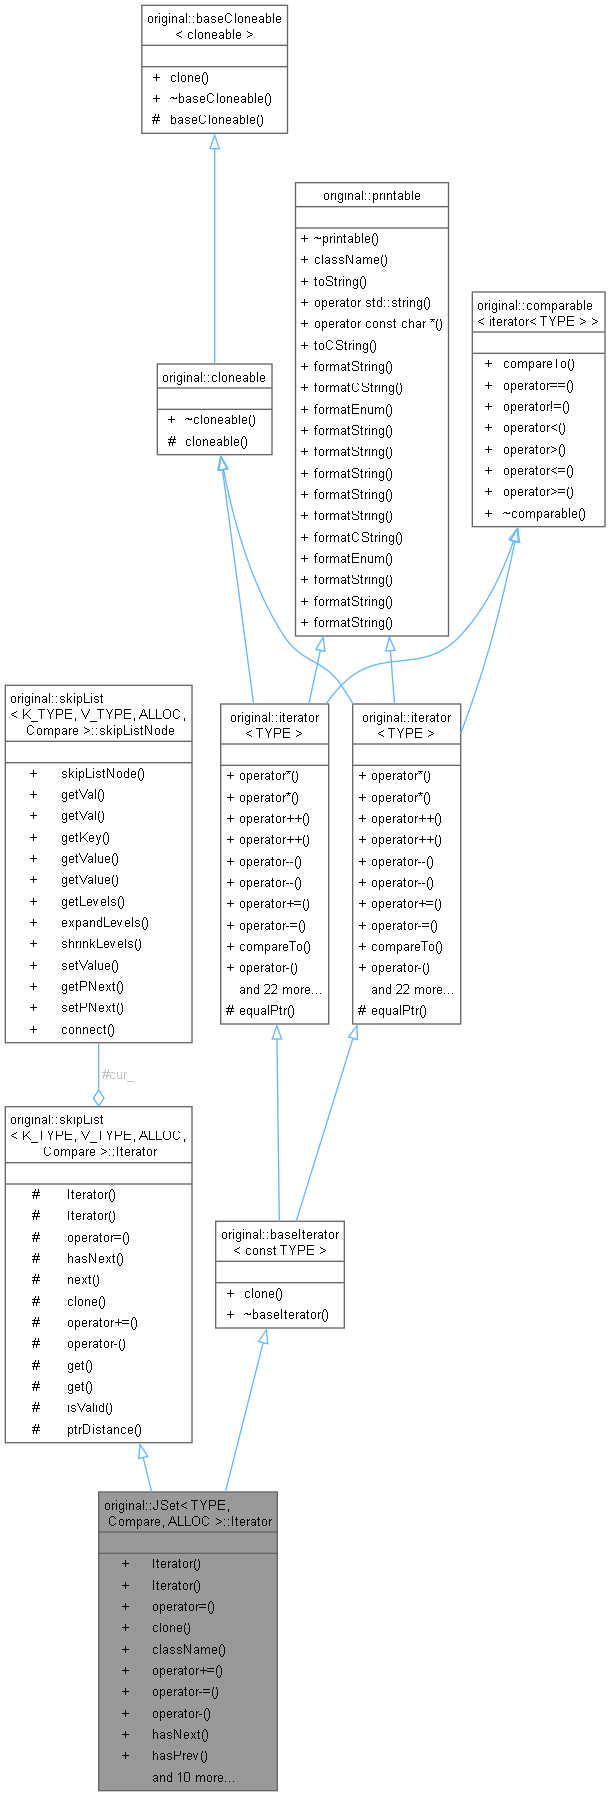 original::baseCloneable
< cloneable >
+ clone()
+ ~baseCloneable()
# baseCloneable()
original::printable
+ ~printable()
+ className()
+ toString()
+ operator std::string()
+ operator const char *()
+ toCString()
+ formatString()
+ formatCString()
+ formatEnum()
+ formatString()
+ formatString()
+ formatString()
+ formatString()
+ formatString()
+ formatCString()
+ formatEnum()
+ formatString()
+ formatString()
+ formatString()
original::comparable
< iterator< TYPE > >
+ compareTo()
+ operator==()
+ operator!=()
+ operator<()
+ operator>()
+ operator<=()
+ operator>=()
+ ~comparable()
original::cloneable
+ ~cloneable()
# cloneable()
original::skipList
< K_TYPE, V_TYPE, ALLOC,
Compare >::skipListNode
+ skipListNode()
+ getVal()
+ getVal()
+ getKey()
+ getValue()
+ getValue()
+ getLevels()
+ expandLevels()
+ shrinkLevels()
+ setValue()
+ getPNext()
+ setPNext()
+ connect()
original::iterator
< TYPE >
+ operator*()
+ operator*()
+ operator++()
+ operator++()
+ operator--()
+ operator--()
+ operator+=()
+ operator-=()
+ compareTo()
+ operator-()
and 22 more...
# equalPtr()
original::iterator
< TYPE >
+ operator*()
+ operator*()
+ operator++()
+ operator++()
+ operator--()
+ operator--()
+ operator+=()
+ operator-=()
+ compareTo()
+ operator-()
and 22 more...
# equalPtr()
#cur_
original::skipList
< K_TYPE, V_TYPE, ALLOC,
Compare >::Iterator
# Iterator()
# Iterator()
# operator=()
# hasNext()
# next()
# clone()
# operator+=()
# operator-()
# get()
# get()
# isValid()
# ptrDistance()
original::baseIterator
< const TYPE >
+ clone()
+ ~baseIterator()
original::JSet< TYPE,
Compare, ALLOC >::Iterator
+ Iterator()
+ Iterator()
+ operator=()
+ clone()
+ className()
+ operator+=()
+ operator-=()
+ operator-()
+ hasNext()
+ hasPrev()
and 10 more...